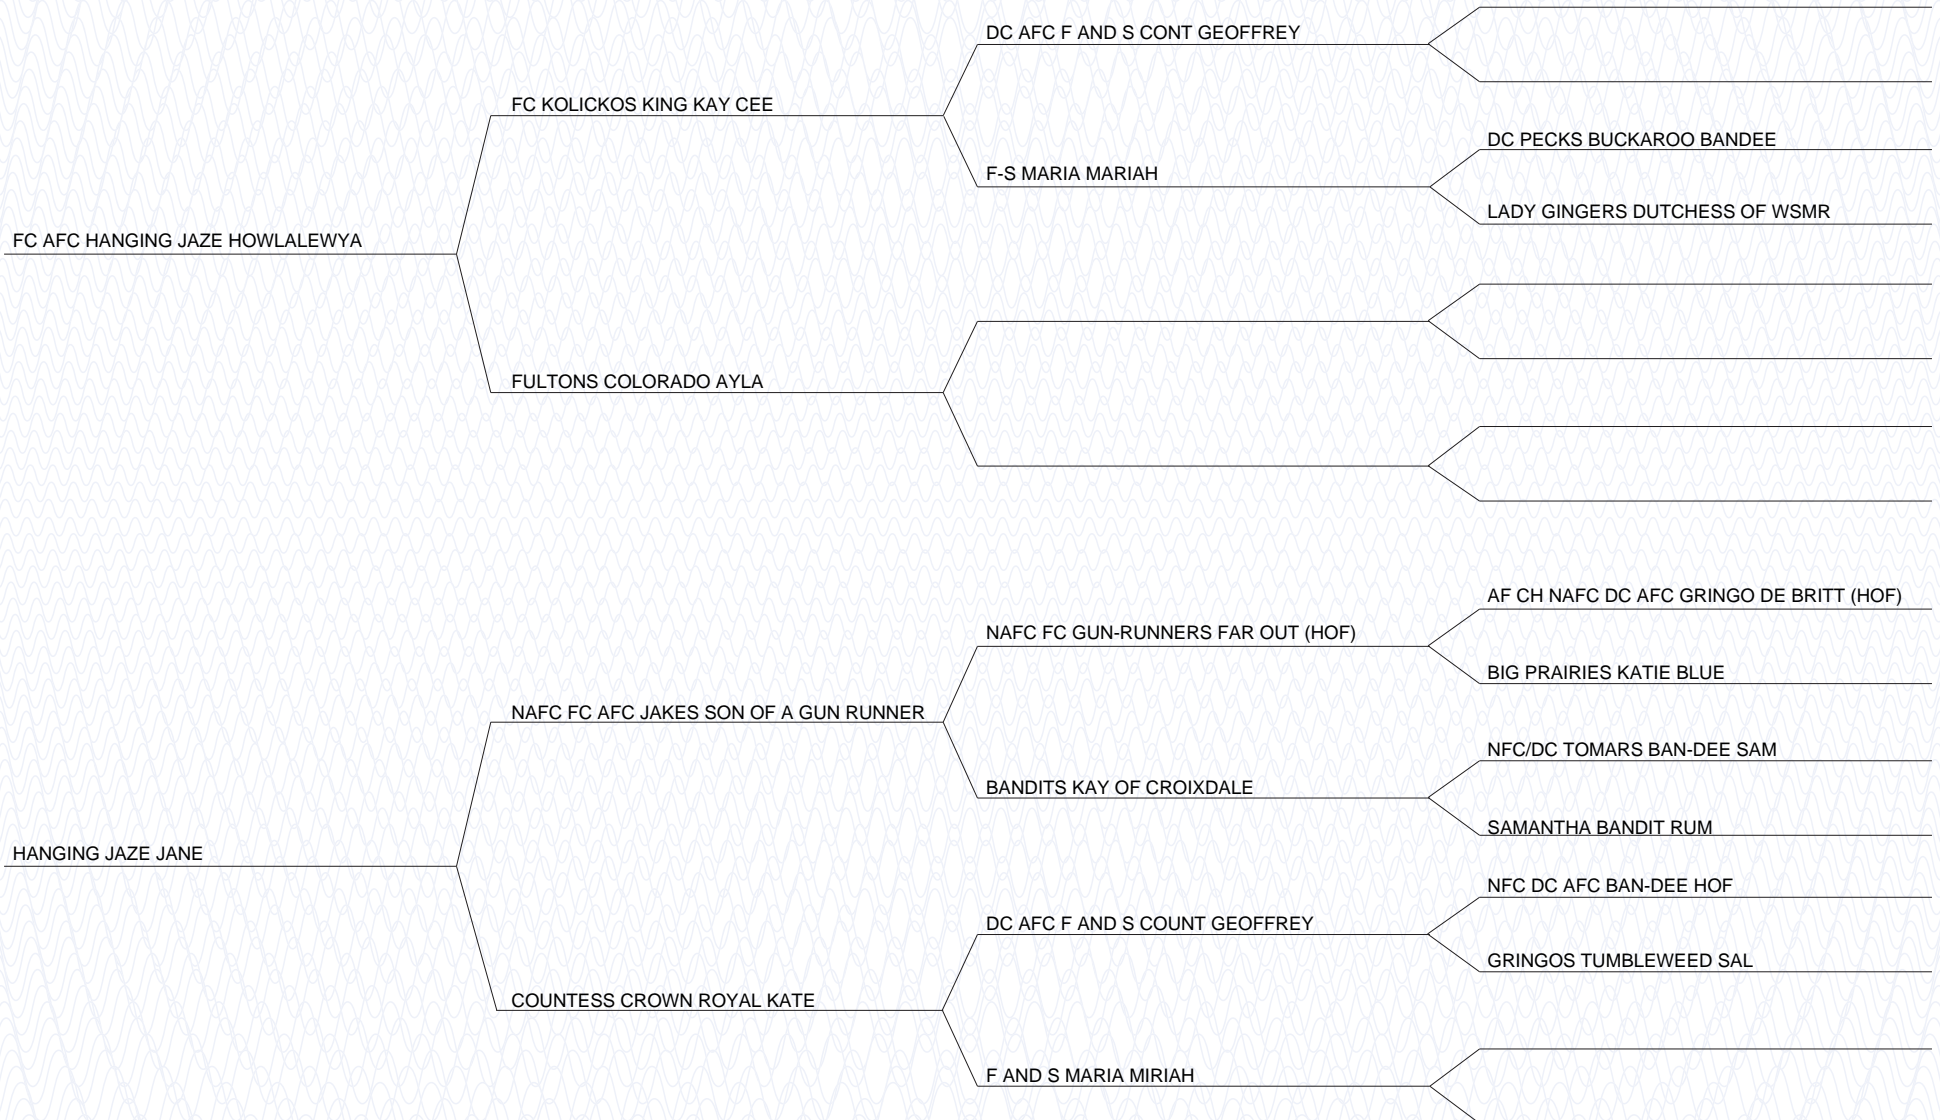 DC AFC F AND S CONT GEOFFREY
FC KOLICKOS KING KAY CEE
DC PECKS BUCKAROO BANDEE
F-S MARIA MARIAH
LADY GINGERS DUTCHESS OF WSMR
FC AFC HANGING JAZE HOWLALEWYA
FULTONS COLORADO AYLA
AF CH NAFC DC AFC GRINGO DE BRITT (HOF)
NAFC FC GUN-RUNNERS FAR OUT (HOF)
BIG PRAIRIES KATIE BLUE
NAFC FC AFC JAKES SON OF A GUN RUNNER
NFC/DC TOMARS BAN-DEE SAM
BANDITS KAY OF CROIXDALE
SAMANTHA BANDIT RUM
HANGING JAZE JANE
NFC DC AFC BAN-DEE HOF
DC AFC F AND S COUNT GEOFFREY
GRINGOS TUMBLEWEED SAL
COUNTESS CROWN ROYAL KATE
F AND S MARIA MIRIAH